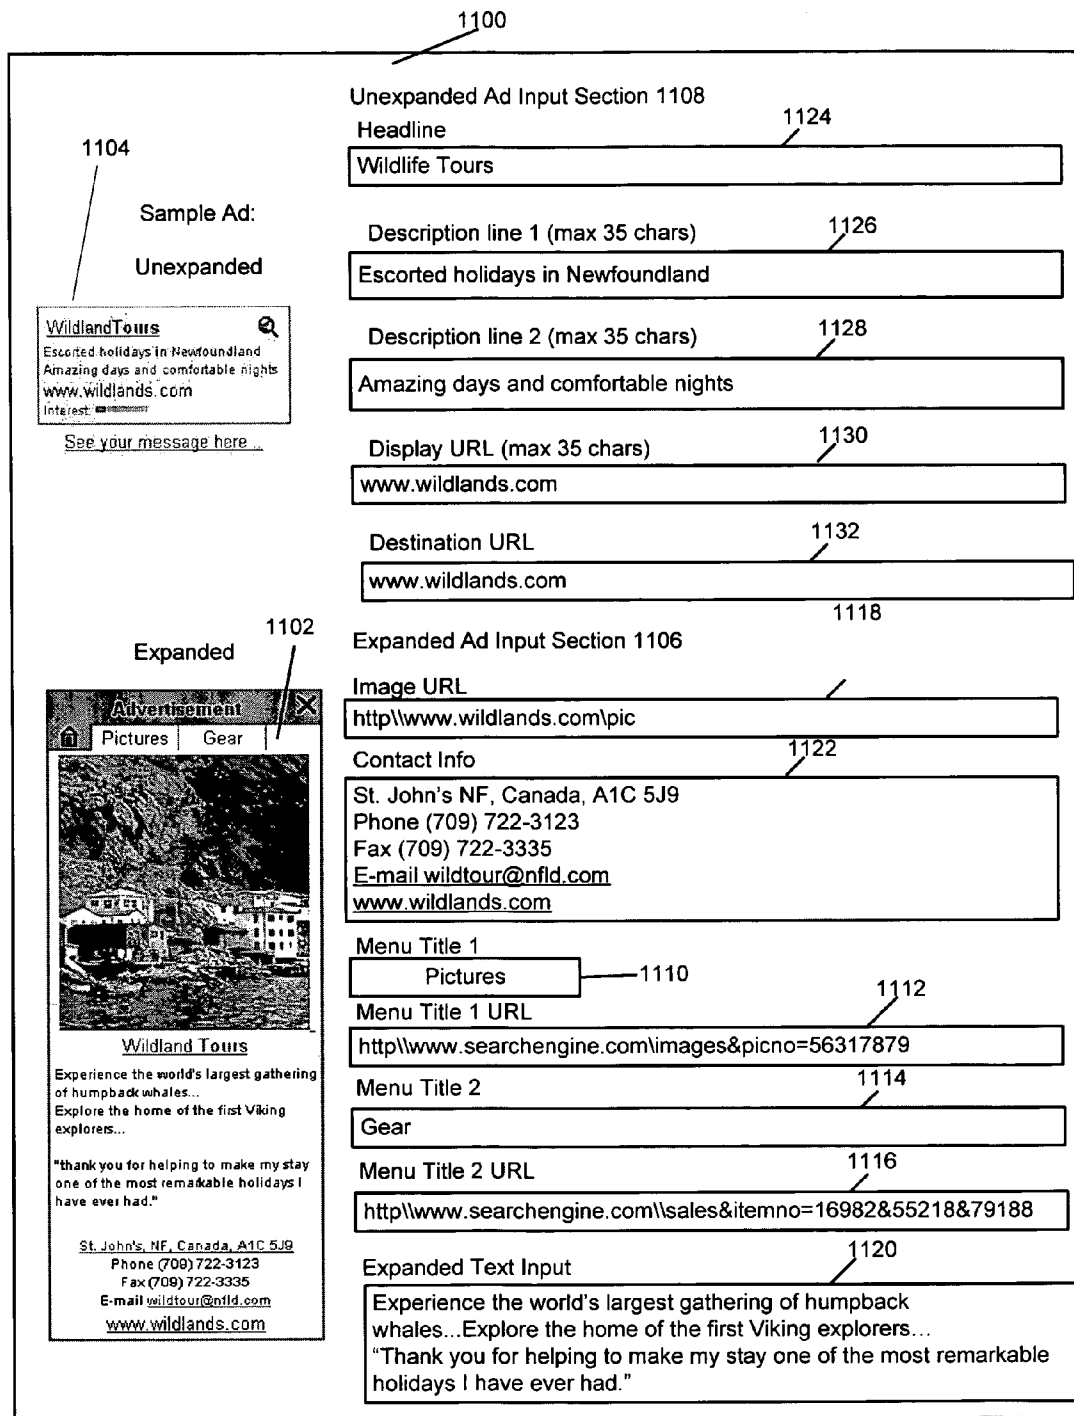 1100
Unexpanded Ad Input Section 1108
Headline
1124
Wildlife Tours
1104
Sample Ad:
Unexpanded
WildlandTours
Escorted holidays in Newfoundland
Amazing days and comfortable nights
www.wildlands.com
Interest:
See your message here ...
Description line 1 (max 35 chars)
1126
Escorted holidays in Newfoundland
Description line 2 (max 35 chars)
1128
Amazing days and comfortable nights
Display URL (max 35 chars)
1130
www.wildlands.com
Destination URL
1132
www.wildlands.com
1118
Expanded
1102
Advertisement
Pictures Gear
Wildland Tours
Experience the world's largest gathering
of humpback whales...
Explore the home of the first Viking
explorers...
"thank you for helping to make my stay
one of the most remarkable holidays I
have ever had."
St. John's, NF, Canada, A1C 5J9
Phone (709) 722-3123
Fax (709) 722-3335
E-mail wildtour@nfld.com
www.wildlands.com
Expanded Ad Input Section 1106
Image URL
http\\www.wildlands.com\pic
Contact Info
1122
St. John's NF, Canada, A1C 5J9
Phone (709) 722-3123
Fax (709) 722-3335
E-mail wildtour@nfld.com
www.wildlands.com
Menu Title 1
Pictures
1110
Menu Title 1 URL
1112
http\\www.searchengine.com\images&picno=56317879
Menu Title 2
1114
Gear
Menu Title 2 URL
1116
http\\www.searchengine.com\\sales&itemno=16982&55218&79188
Expanded Text Input
1120
Experience the world's largest gathering of humpback
whales...Explore the home of the first Viking explorers...
“Thank you for helping to make my stay one of the most remarkable
holidays I have ever had.”